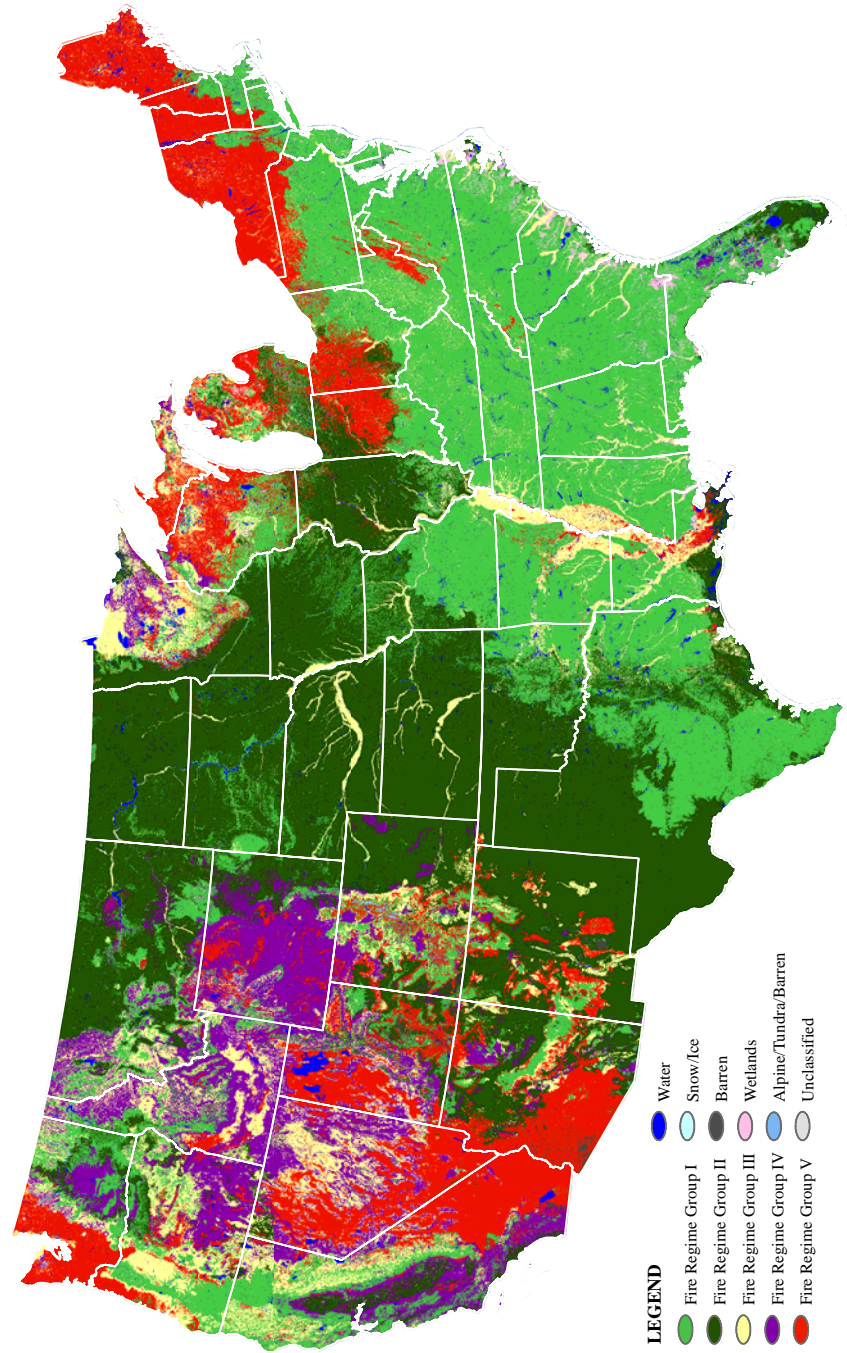 LEGEND
Fire Regime Group I
Fire Regime Group II
Fire Regime Group III
Fire Regime Group IV
Fire Regime Group V
Water
Snow/Ice
Barren
Wetlands
Alpine/Tundra/Barren
Unclassified